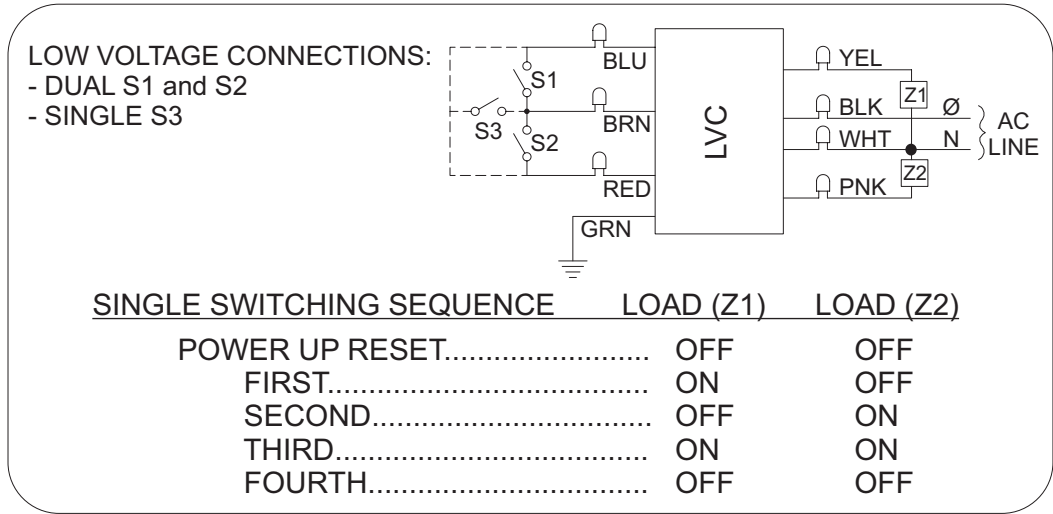 LOW VOLTAGE CONNECTIONS:
- DUAL S1 and S2
- SINGLE S3
BLU
S1
BRN
S3
S2
RED
GRN
LVC
YEL
Z1
BLK Ø
AC
WHT N
LINE
Z2
PNK
SINGLE SWITCHING SEQUENCE LOAD (Z1) LOAD (Z2)
POWER UP RESET......................... OFF OFF
FIRST....................................... ON OFF
SECOND.................................. OFF ON
THIRD...................................... ON ON
FOURTH.................................. OFF OFF